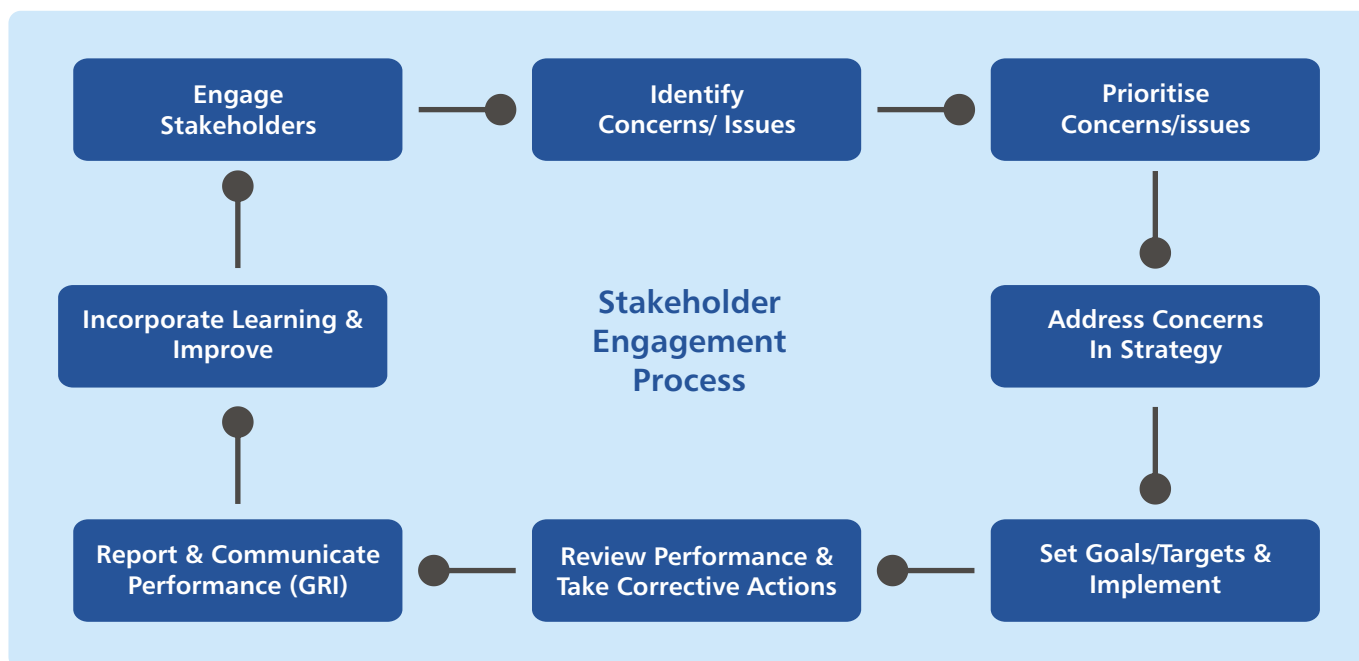 Engage
Stakeholders
Identify
Concerns/ Issues
Prioritise
Concerns/issues
Incorporate Learning &
Improve
Stakeholder
Engagement
Process
Address Concerns
In Strategy
Report & Communicate
Performance (GRI)
Review Performance &
Take Corrective Actions
Set Goals/Targets &
Implement